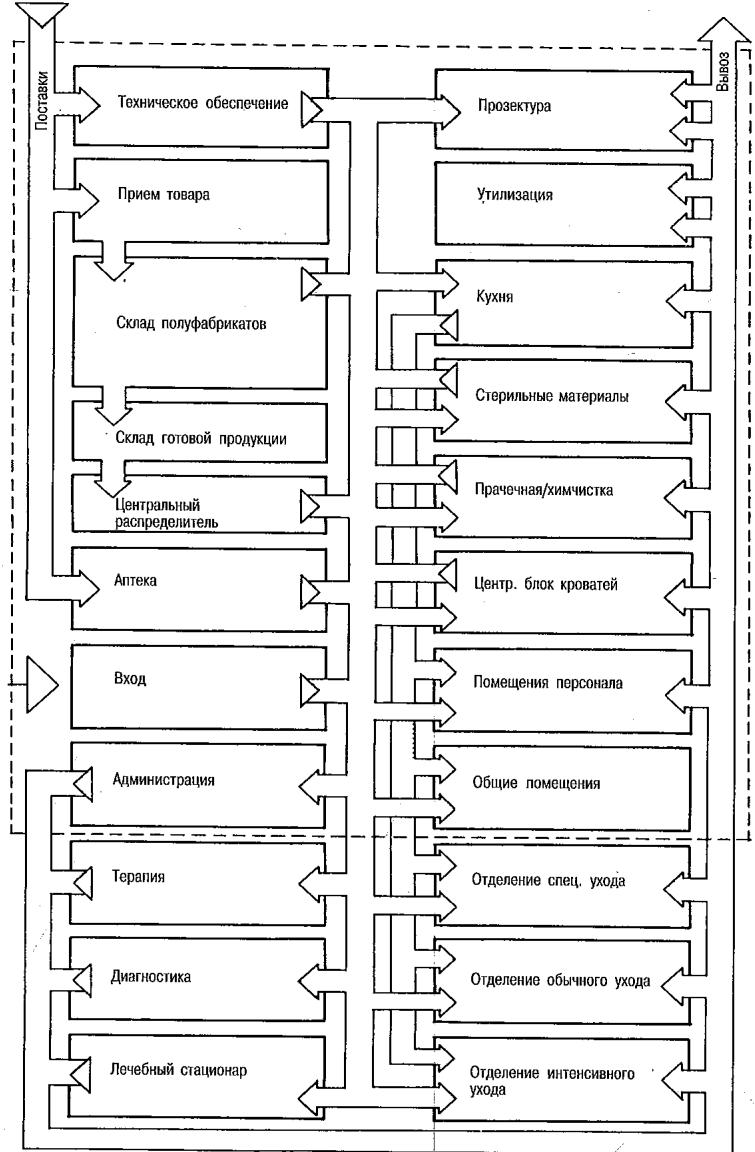 Поставки
Вывоз
Техническое обеспечение
Прием товара
Склад полуфабрикатов
Склад готовой продукции
Центральный
распределитель
Аптека
Вход
Администрация
Терапия
Диагностика
Лечебный стационар
Прозектура
Утилизация
Кухня
Стерильные материалы
Прачечная/химчистка
Центр. блок кроватей
Помещения персонала
Общие помещения
Отделение спец. ухода
Отделение обычного ухода
Отделение интенсивного
ухода